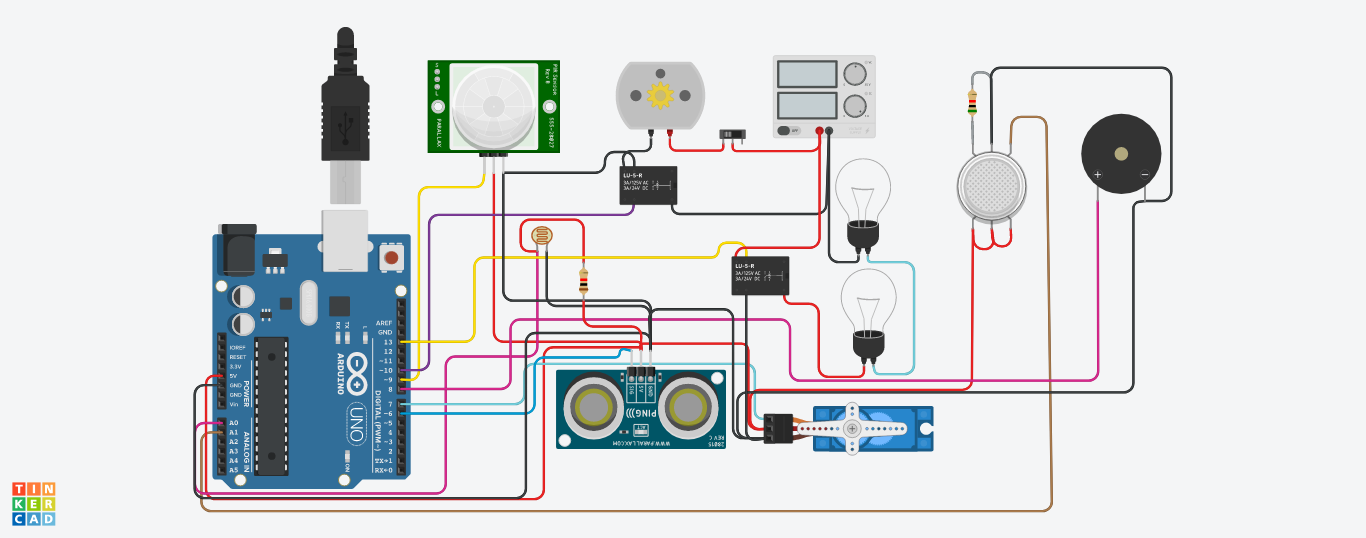 PIR Sensor
Rev B
PARALLAX
555-28027
OFF
LU-5-R
3A/125V AC
3A/24V DC
LU-5-R
3A/125V AC
3A/24V DC
+
−
AREF
GND
13
12
~11
~10
~9
8
7
~6
~5
4
~3
2
TX→1
RX←0
DIGITAL (PWM~)
RX
TX
L
ARDUINO
UNO
ON
IOREF
RESET
3.3V
5V
GND
GND
Vin
POWER
A0
A1
A2
A3
A4
A5
ANALOG IN
SIG
5V
GND
PING)))
ACT
WWW.PARALLAX.COM
28015
REV C
TIN
KER
CAD